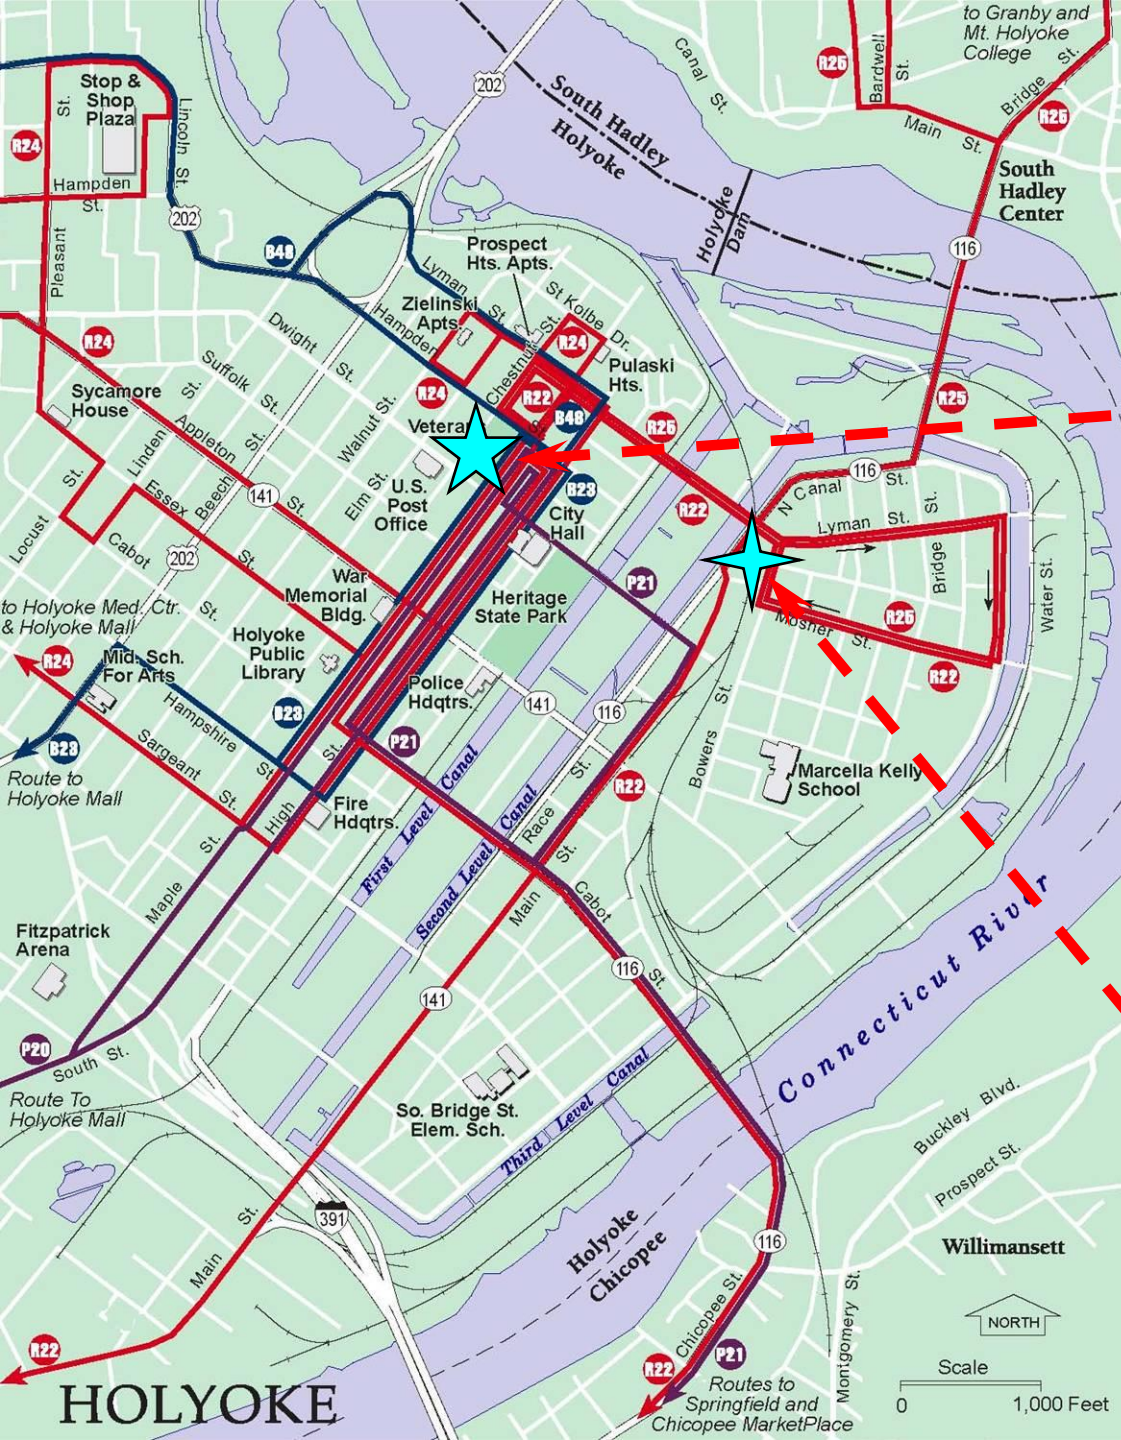 to Granby and
Mt. Holyoke
College
Stop &
Shop
Plaza
St.
Lincoln St.
R24
Hampden
St.
202
Pleasant
202
South Hadley
Holyoke
Canal St.
R25
Bardwell
St.
Bridge St.
R25
Main St.
South
Hadley
Center
Holyoke
Dam
116
B48
Prospect
Hts. Apts.
Lyman St.
St Kolbe Dr.
Zielinski
Apts.
Hampden
Chestnut St.
R24
Pulaski
Hts.
R24
R22
B48
R24
Dwight St.
Suffolk St.
Sycamore
House
Appleton St.
Linden St.
Walnut St.
Veteran
R25
R25
116
N Canal St.
Lyman St.
Bridge St.
Water St.
U.S.
Post
Office
Elm St.
141
B23
City
Hall
R22
Essex St.
Beech St.
Locust St.
Cabot St.
202
P21
War
Memorial
Bldg.
Heritage
State Park
R25
Mosher St.
R22
to Holyoke Med. Ctr.
& Holyoke Mall
R24
Mid. Sch.
For Arts
Holyoke
Public
Library
Police
Hdqtrs.
141
116
Bowers St.
B23
P21
Hampshire St.
Sargeant St.
B23
Route to
Holyoke Mall
High St.
Fire
Hdqtrs.
First Level Canal
Second Level Canal
Race St.
R22
Marcella Kelly
School
Maple St.
Main St.
Cabot St.
116
Fitzpatrick
Arena
141
Connecticut River
P20
South St.
Route To
Holyoke Mall
So. Bridge St.
Elem. Sch.
Third Level Canal
Buckley Blvd.
Prospect St.
391
Main St.
Holyoke
Chicopee
116
Willimansett
Chicopee St.
Montgomery St.
NORTH
Scale
0 1,000 Feet
R22
R22
P21
Routes to
Springfield and
Chicopee MarketPlace
HOLYOKE